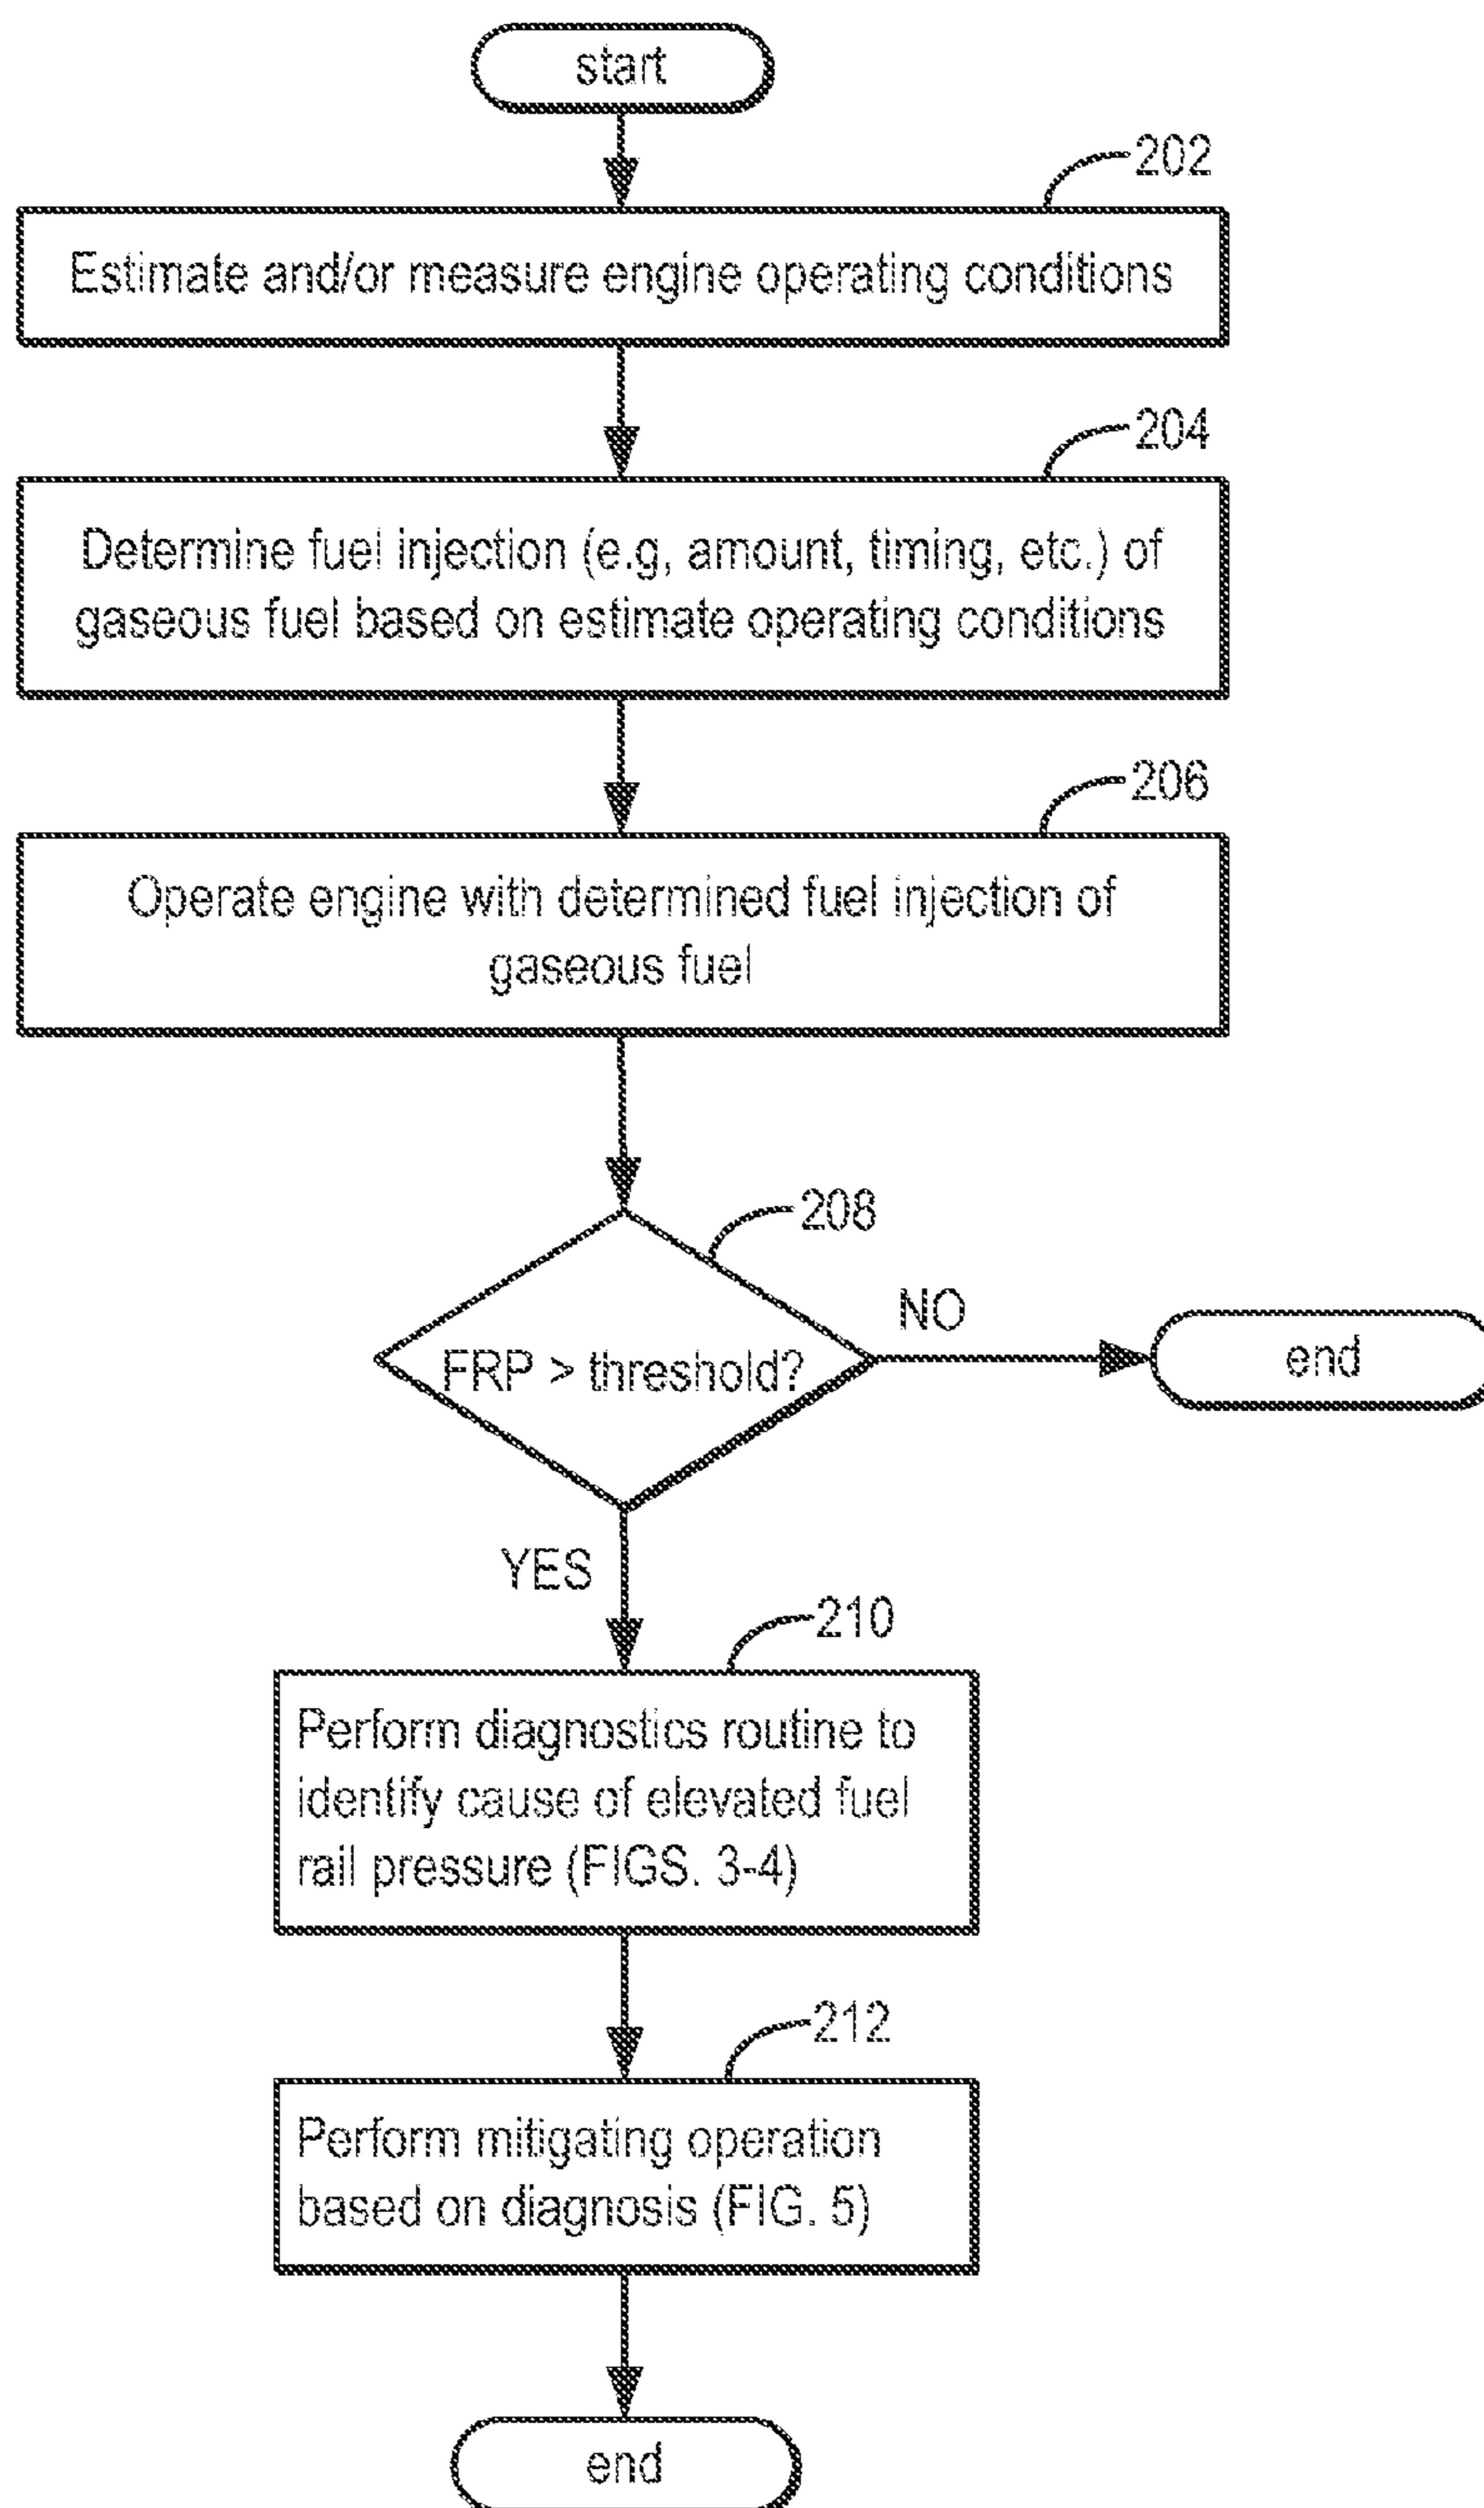 start
202
Estimate and/or measure engine operating conditions
204
Determine fuel injection (e.g, amount, timing, etc.) of
gaseous fuel based on estimate operating conditions
206
Operate engine with determined fuel injection of
gaseous fuel
208
FRP > threshold?
NO
end
YES
210
Perform diagnostics routine to
identify cause of elevated fuel
rail pressure (FIGS. 3-4)
212
Perform mitigating operation
based on diagnosis (FIG. 5)
end